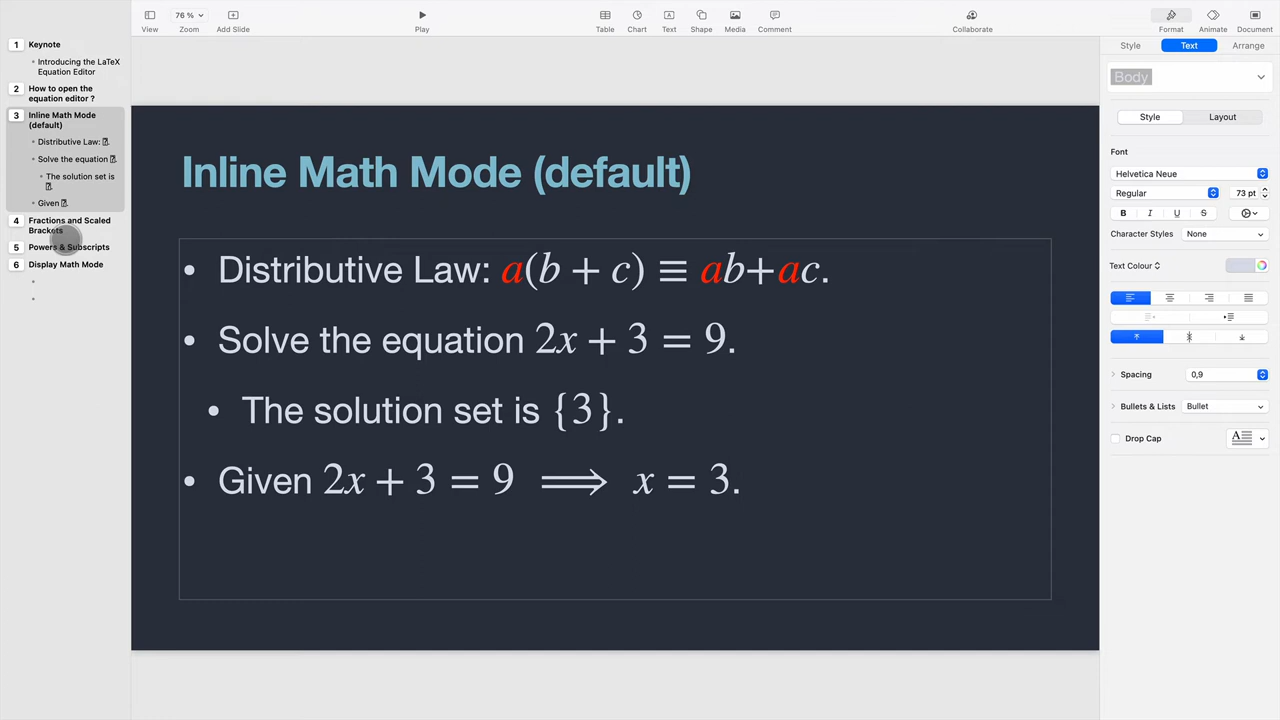 76 %
View
Zoom
Add Slide
Play
Table
Chart
Text
Shape
Media
Comment
Collaborate
Format
Animate
Document
1 Keynote
• Introducing the LaTeX
Equation Editor
2 How to open the
equation editor ?
3 Inline Math Mode
(default)
• Distributive Law: ⍰.
• Solve the equation ⍰.
• The solution set is
⍰.
• Given ⍰.
4 Fractions and Scaled
Brackets
5 Powers & Subscripts
6 Display Math Mode
•
•
Inline Math Mode (default)
• Distributive Law: a(b + c) ≡ ab+ac.
• Solve the equation 2x + 3 = 9.
• The solution set is {3}.
• Given 2x + 3 = 9 ⟹ x = 3.
Style
Text
Arrange
Body
Style
Layout
Font
Helvetica Neue
Regular
73 pt
B I U S
Character Styles
None
Text Colour
Spacing
0,9
Bullets & Lists
Bullet
Drop Cap
A